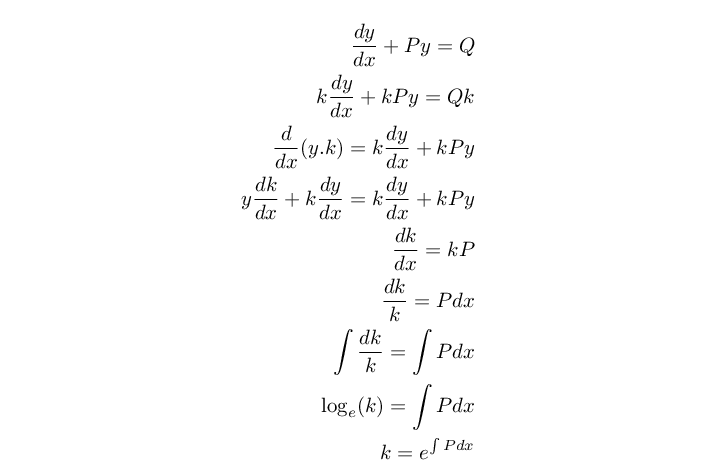 \frac{dy}{dx} + Py = Q
k\frac{dy}{dx} + kPy = Qk
\frac{d}{dx}(y.k) = k\frac{dy}{dx} + kPy
y\frac{dk}{dx} + k\frac{dy}{dx} = k\frac{dy}{dx} + kPy
\frac{dk}{dx} = kP
\frac{dk}{k} = Pdx
\int \frac{dk}{k} = \int Pdx
\log_e(k) = \int Pdx
k = e^{\int Pdx}